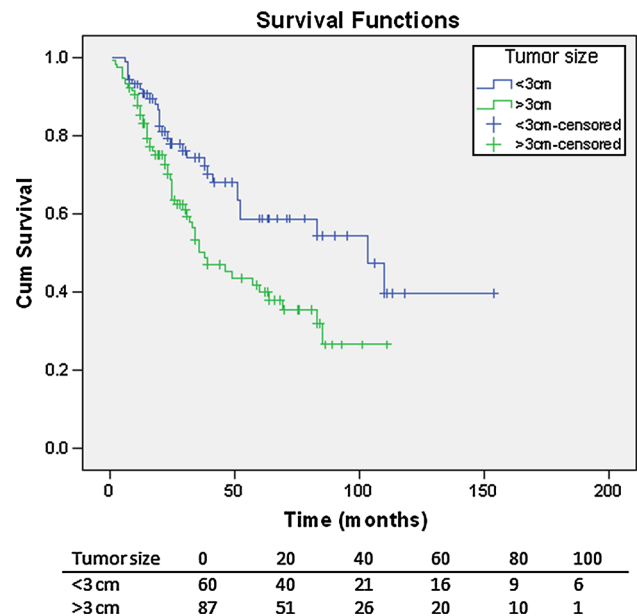 Survival Functions
Cum Survival
1.0
0.8
0.6
0.4
0.2
0.0
Tumor size
<3cm
>3cm
<3cm-censored
>3cm-censored
0 50 100 150 200
Time (months)
Tumor size 0 20 40 60 80 100
<3 cm 60 40 21 16 9 6
>3 cm 87 51 26 20 10 1